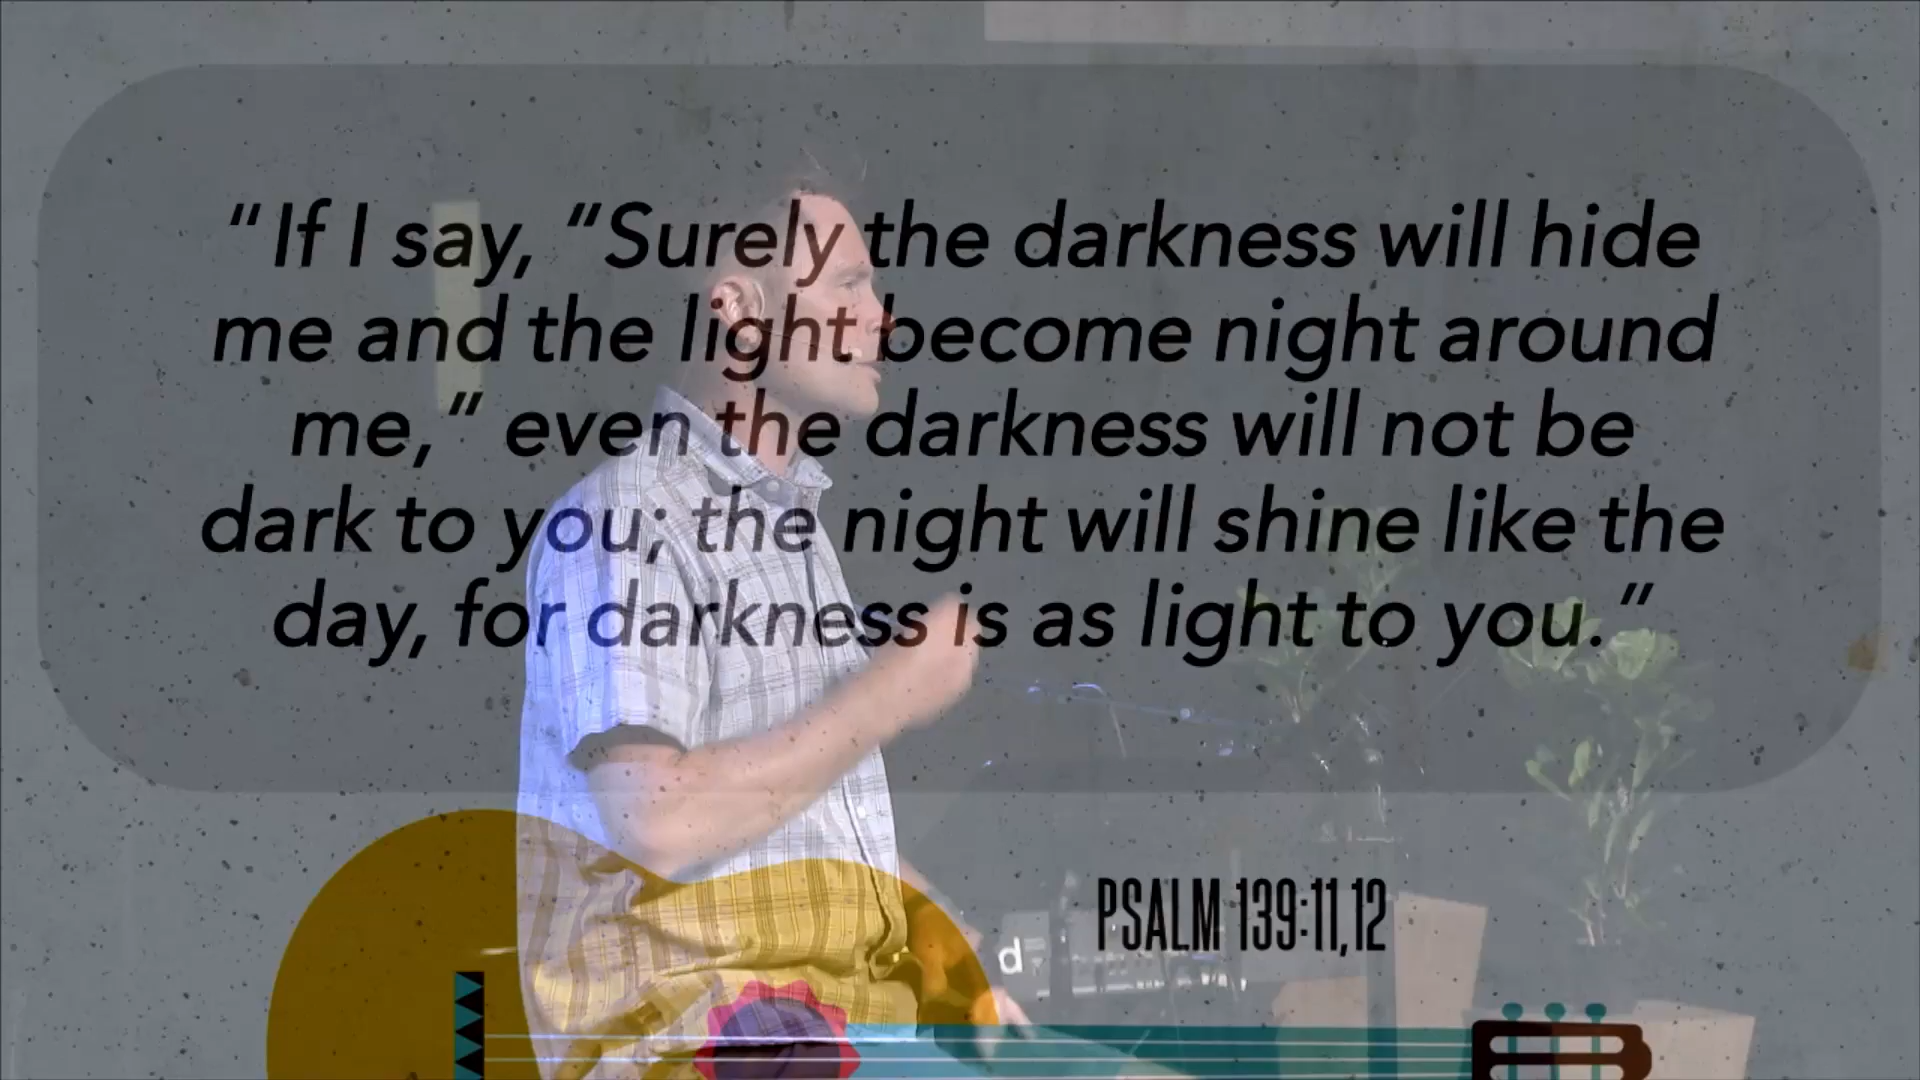 “If I say, “Surely the darkness will hide
me and the light become night around
me,” even the darkness will not be
dark to you; the night will shine like the
day, for darkness is as light to you.”
PSALM 139:11,12
d